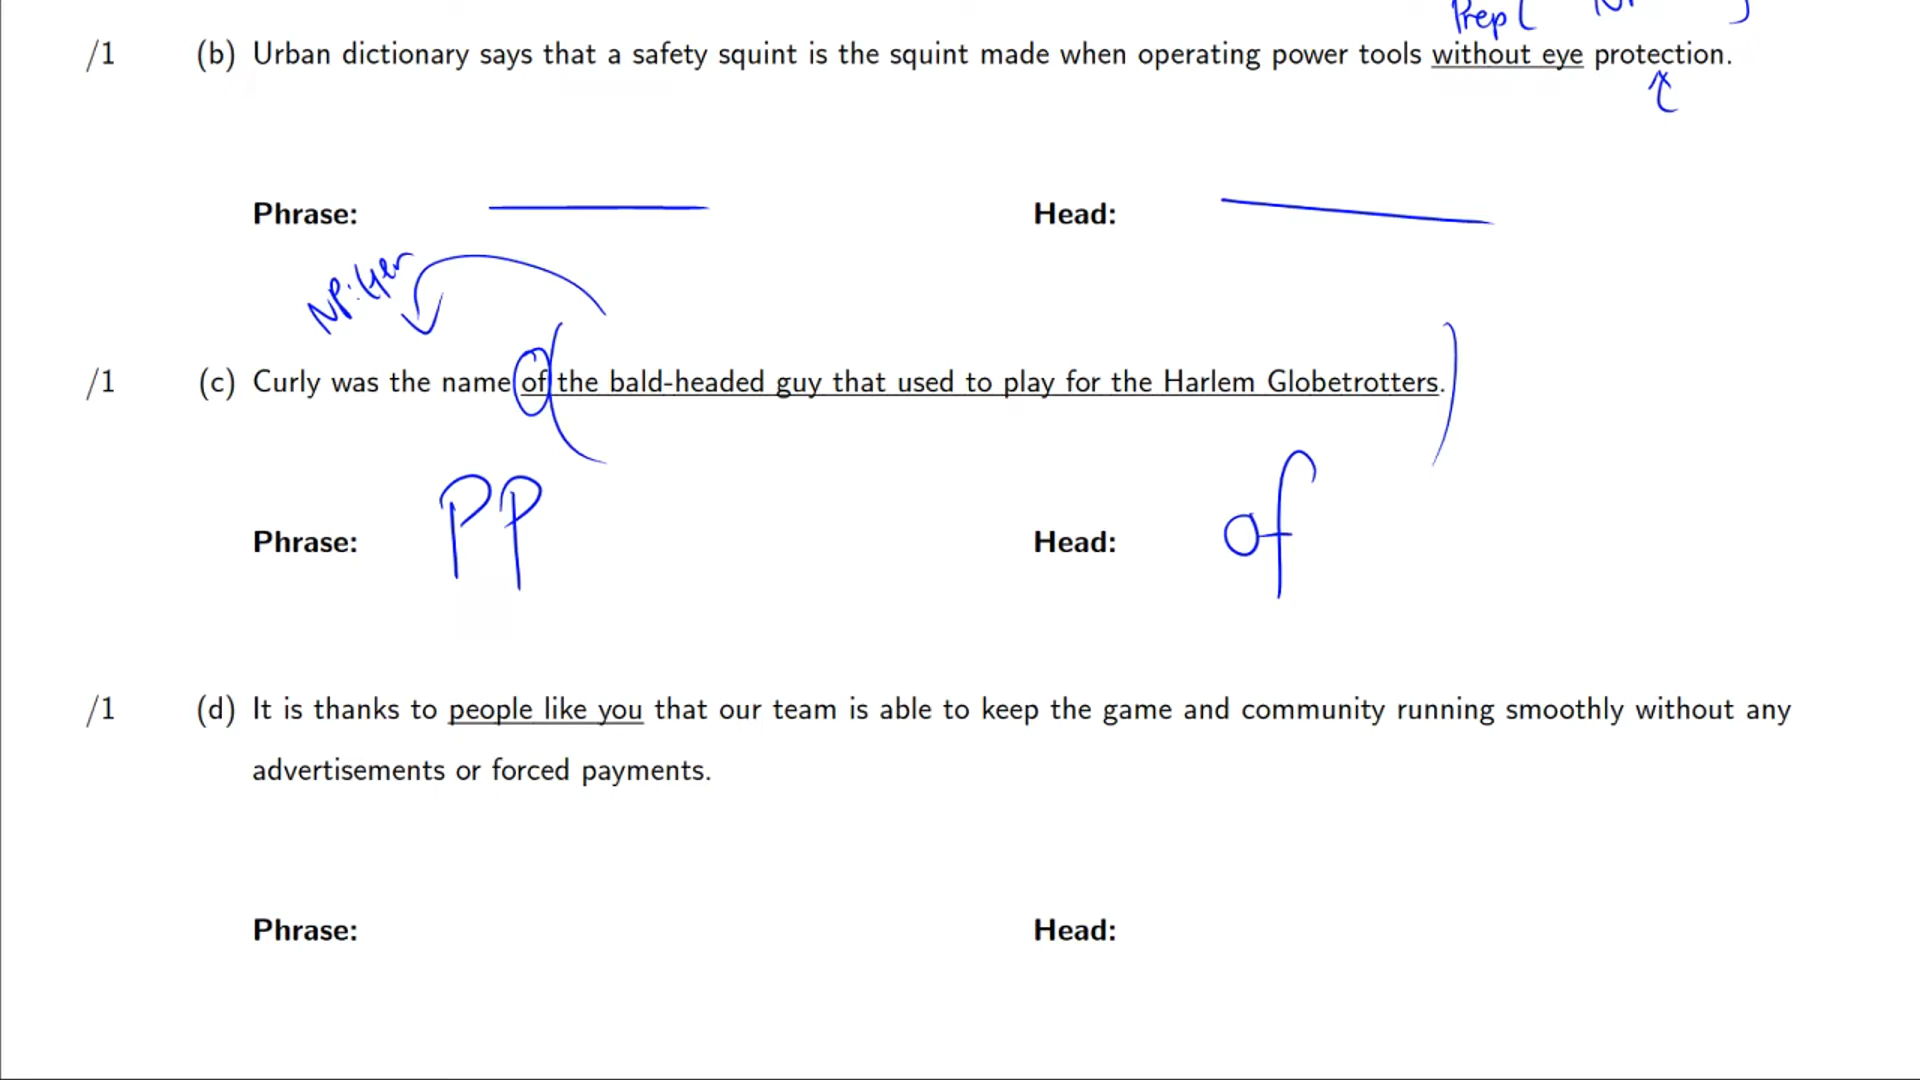 Prep ( NP )
/1 (b) Urban dictionary says that a safety squint is the squint made when operating power tools without eye protection.
Phrase: Head:
NP:Ger
/1 (c) Curly was the name of the bald-headed guy that used to play for the Harlem Globetrotters.
Phrase: PP Head: of
/1 (d) It is thanks to people like you that our team is able to keep the game and community running smoothly without any
advertisements or forced payments.
Phrase: Head: